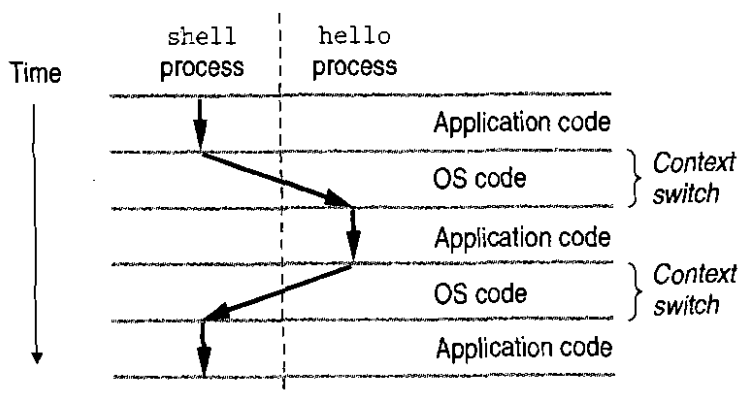 shell hello
Time process process
Application code
OS code } Context switch
Application code
OS code } Context switch
Application code